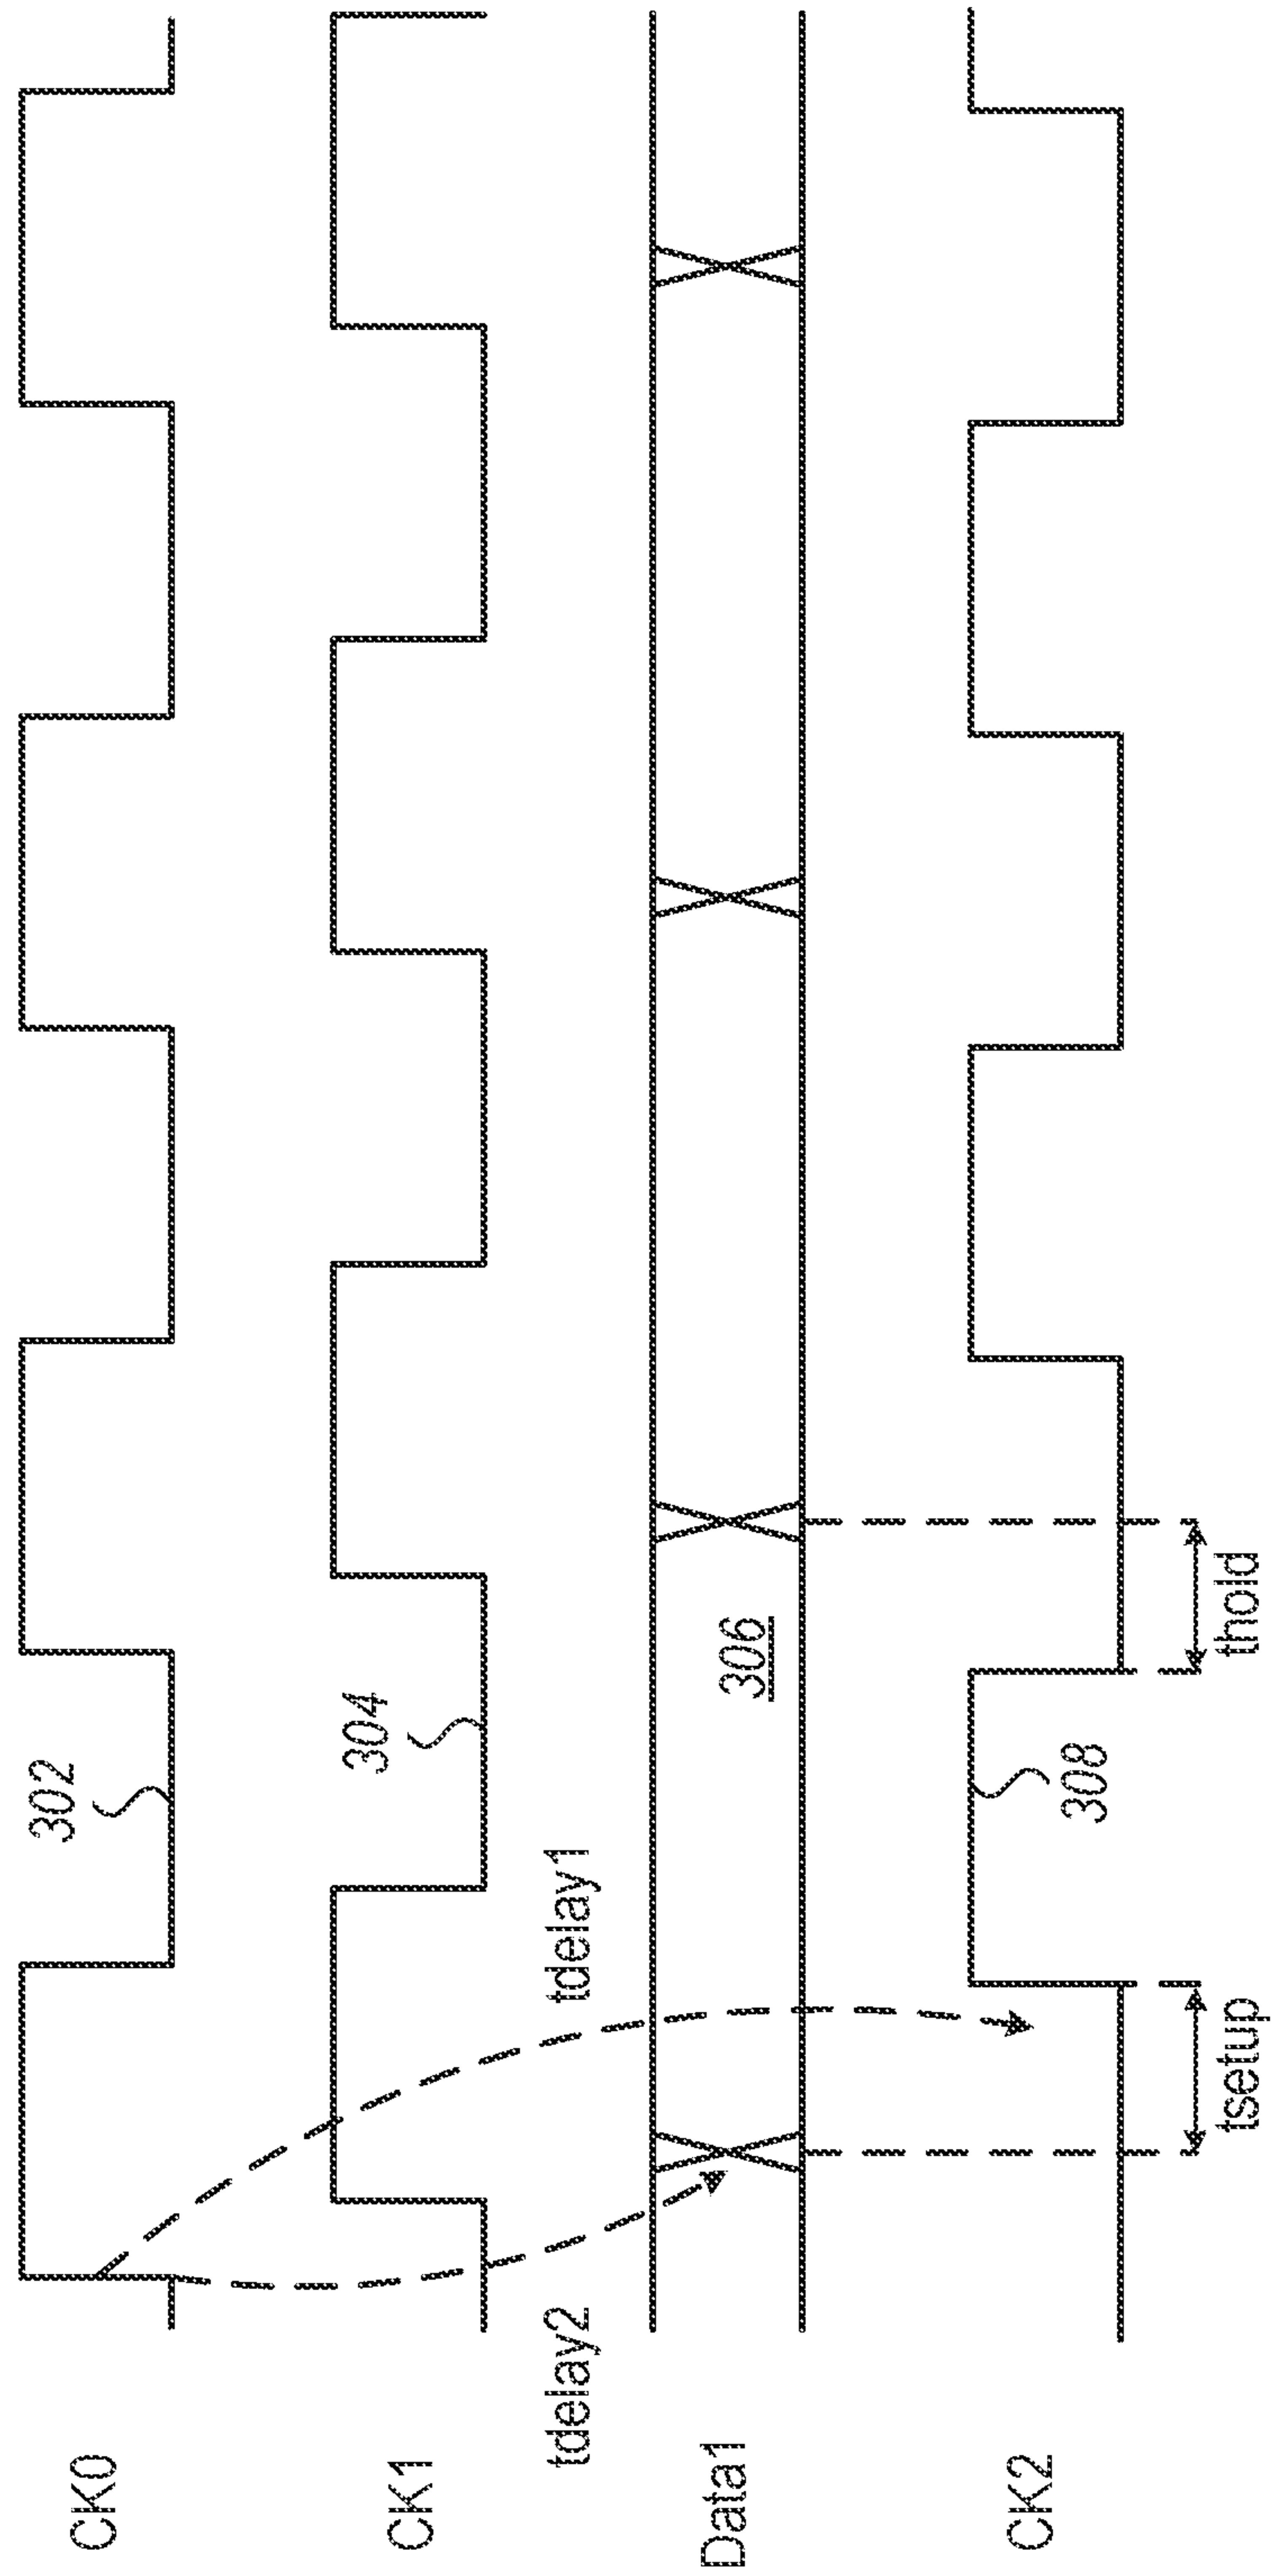 CK0
302
CK1
304
tdelay2
tdelay1
Data1
306
CK2
308
tsetup
thold